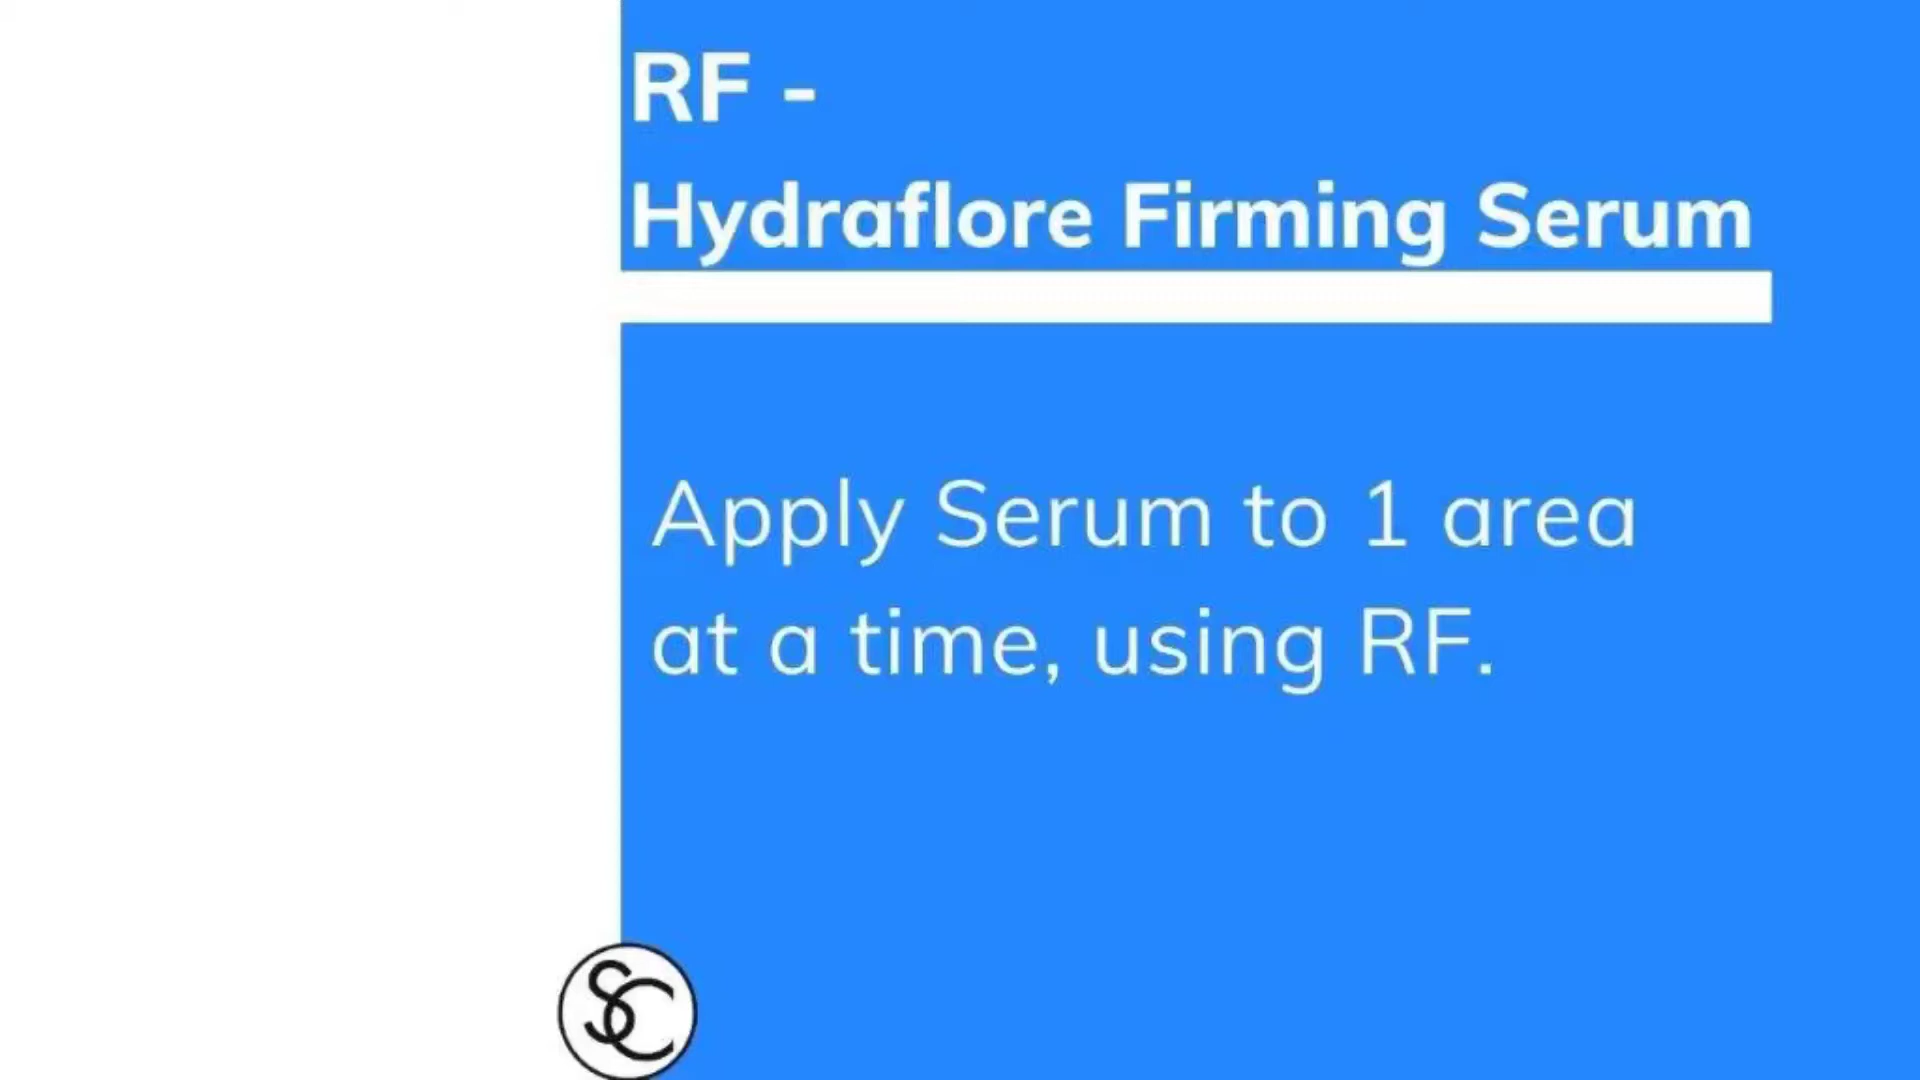 RF -
Hydraflore Firming Serum
Apply Serum to 1 area
at a time, using RF.
SC